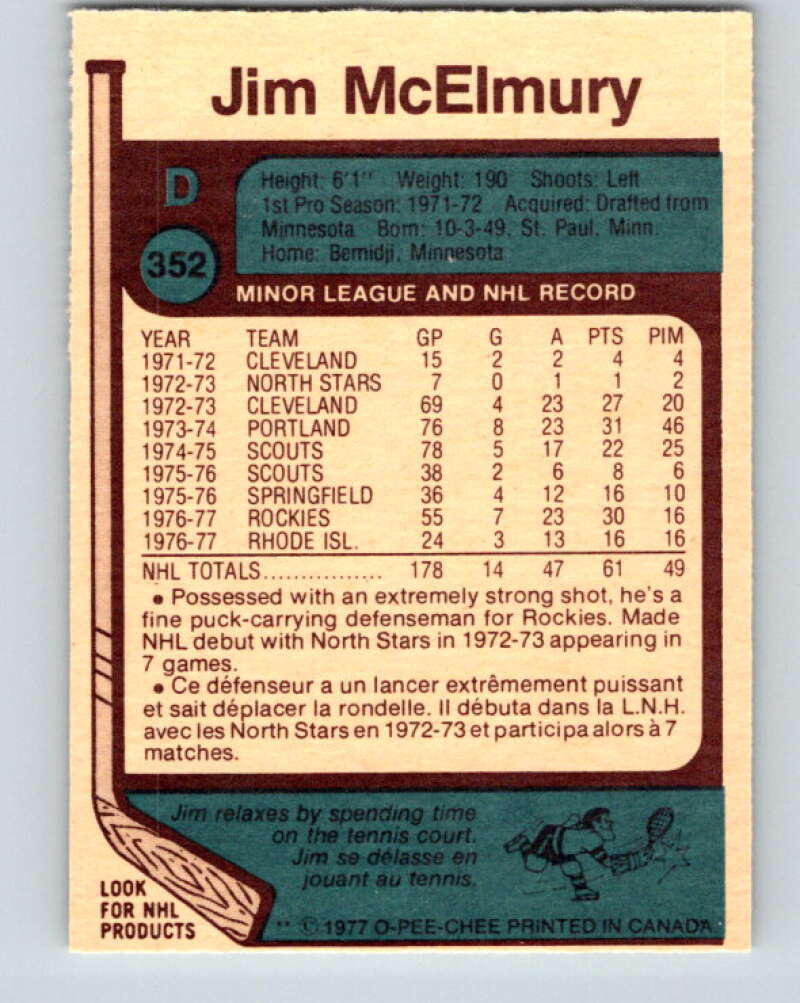 Jim McElmury
D
352
Height: 6'1" Weight: 190 Shoots: Left
1st Pro Season: 1971-72 Acquired: Drafted from
Minnesota Born: 10-3-49, St. Paul, Minn.
Home: Bemidji, Minnesota
MINOR LEAGUE AND NHL RECORD
YEAR TEAM GP G A PTS PIM
1971-72 CLEVELAND 15 2 2 4 4
1972-73 NORTH STARS 7 0 1 1 2
1972-73 CLEVELAND 69 4 23 27 20
1973-74 PORTLAND 76 8 23 31 46
1974-75 SCOUTS 78 5 17 22 25
1975-76 SCOUTS 38 2 6 8 6
1975-76 SPRINGFIELD 36 4 12 16 10
1976-77 ROCKIES 55 7 23 30 16
1976-77 RHODE ISL. 24 3 13 16 16
NHL TOTALS................ 178 14 47 61 49
• Possessed with an extremely strong shot, he's a
fine puck-carrying defenseman for Rockies. Made
NHL debut with North Stars in 1972-73 appearing in
7 games.
• Ce défenseur a un lancer extrêmement puissant
et sait déplacer la rondelle. Il débuta dans la L.N.H.
avec les North Stars en 1972-73 et participa alors à 7
matches.
Jim relaxes by spending time
on the tennis court.
Jim se délasse en
jouant au tennis.
LOOK
FOR NHL
PRODUCTS
** © 1977 O-PEE-CHEE PRINTED IN CANADA